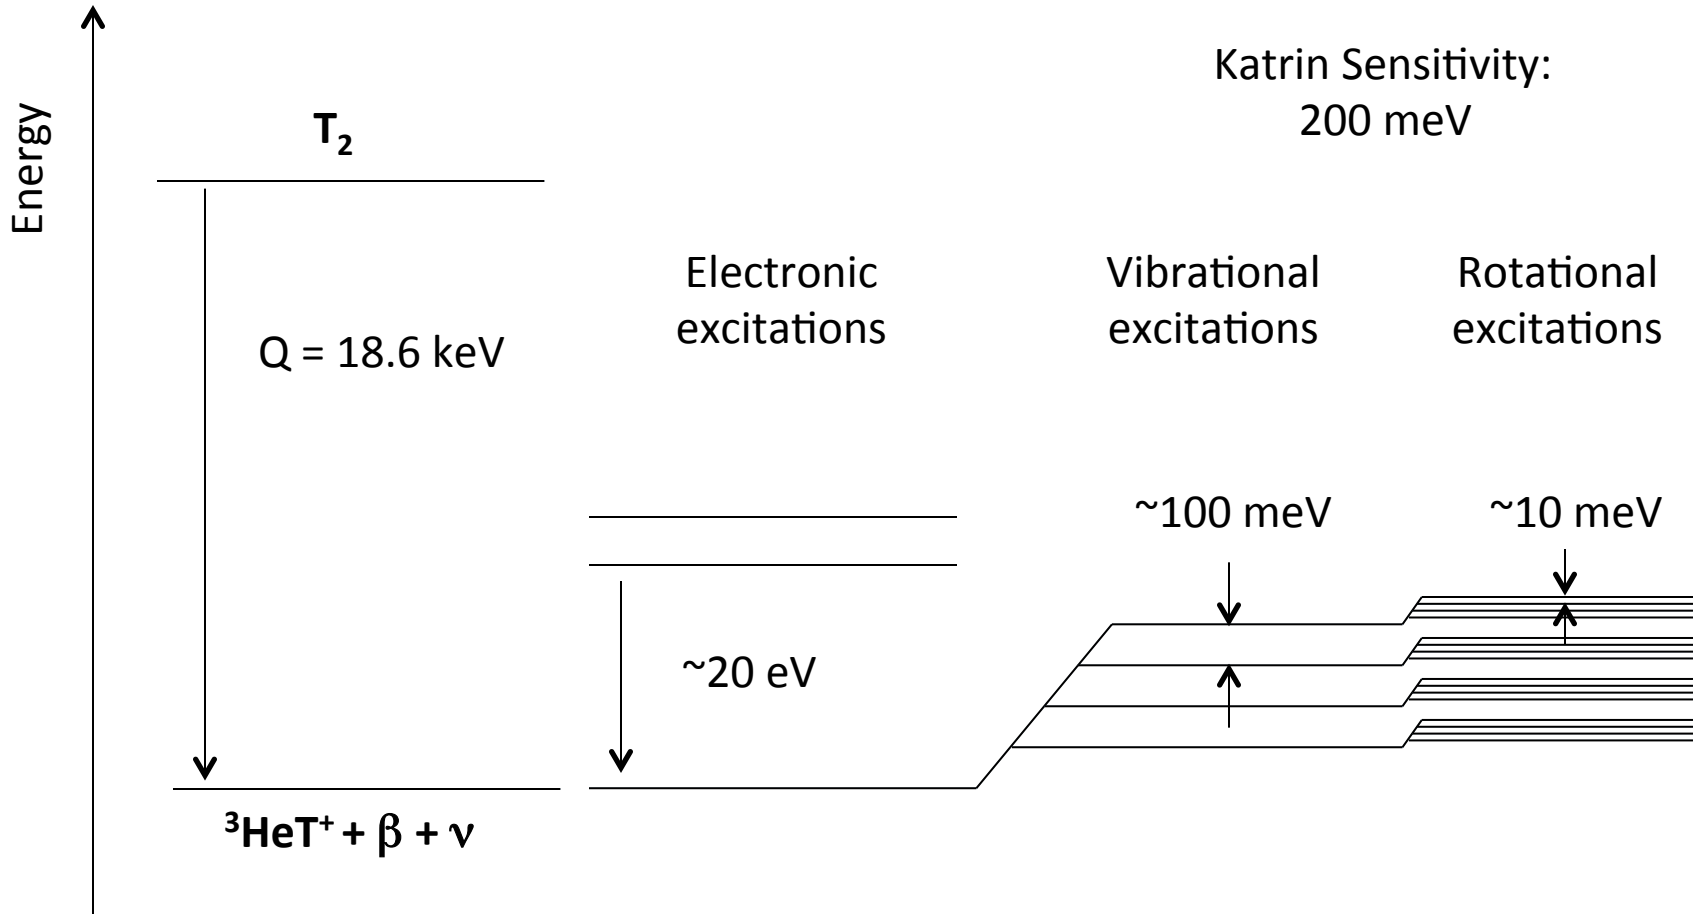 Energy
T₂
Q = 18.6 keV
³HeT⁺ + β + ν
Electronic
excitations
~20 eV
Katrin Sensitivity:
200 meV
Vibrational
excitations
~100 meV
Rotational
excitations
~10 meV